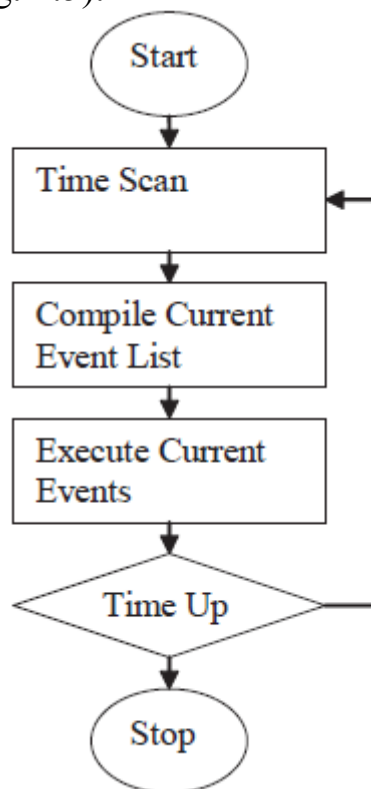 Start
Time Scan
Compile Current
Event List
Execute Current
Events
Time Up
Stop